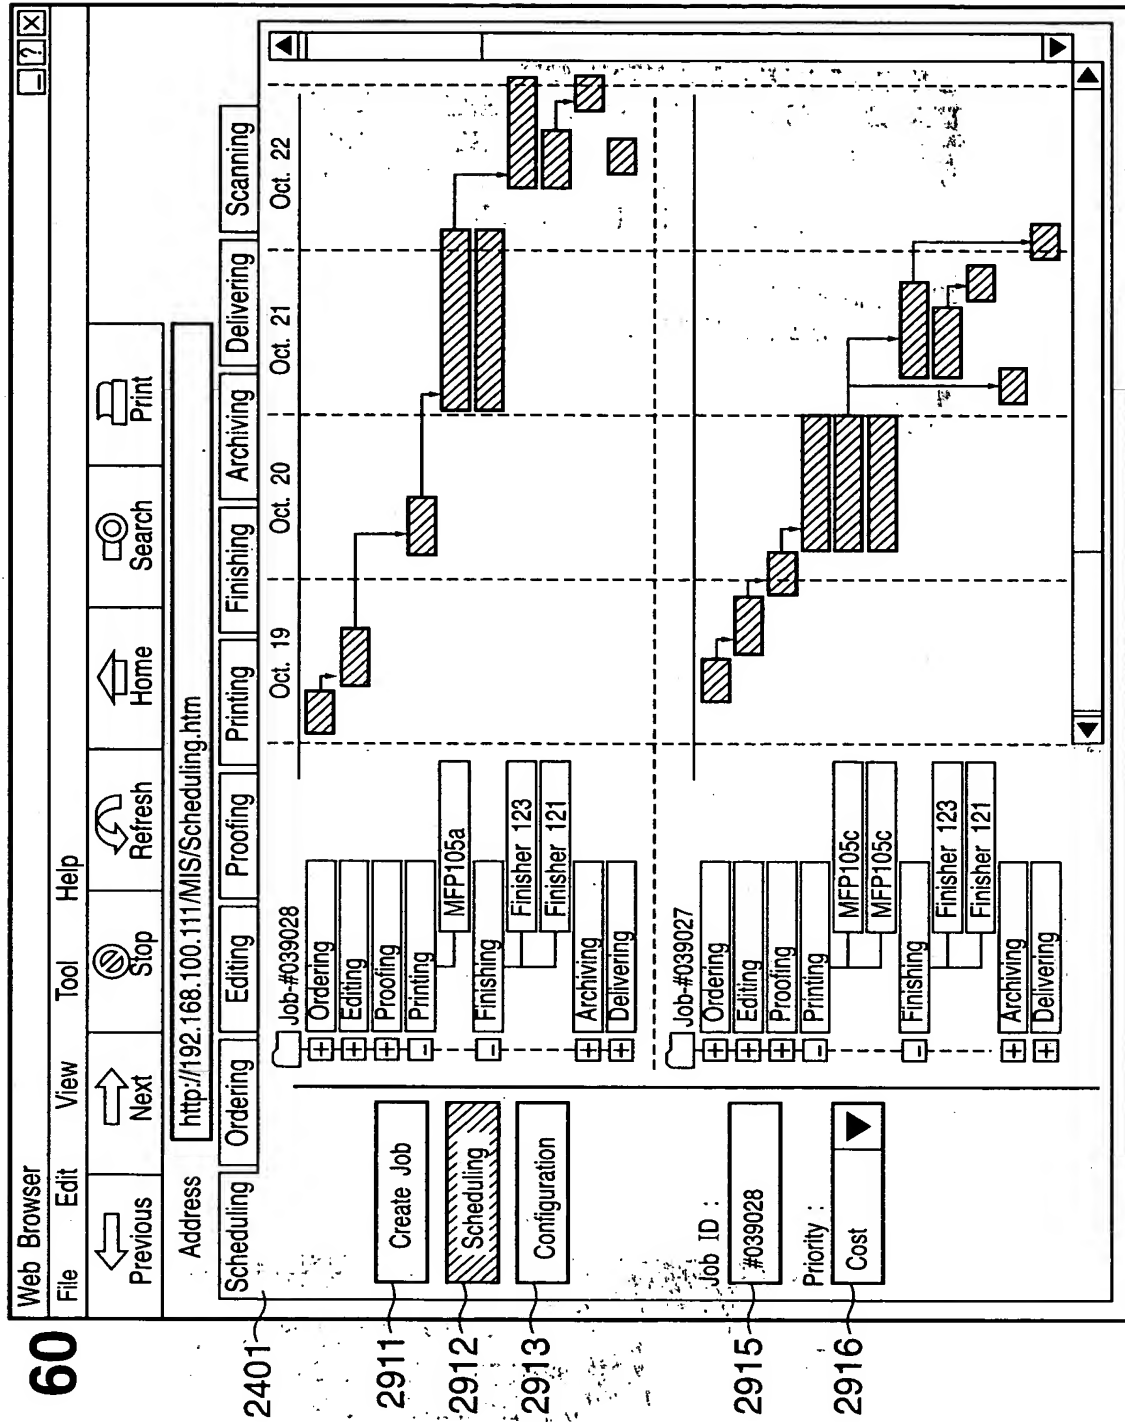 60
Web Browser
_ ? X
File Edit View Tool Help
Previous Next Stop Refresh Home Search Print
Address http://192.168.100.111/MIS/Scheduling.htm
Scheduling Ordering Editing Proofing Printing Finishing Archiving Delivering Scanning
2401
2911
2912
2913
2915
2916
Create Job
Scheduling
Configuration
Job ID :
#039028
Priority :
Cost
Oct. 19 Oct. 20 Oct. 21 Oct. 22
Job-#039028
+ Ordering
+ Editing
+ Proofing
- Printing
MFP105a
- Finishing
Finisher 123
Finisher 121
+ Archiving
+ Delivering
Job-#039027
+ Ordering
+ Editing
+ Proofing
- Printing
MFP105c
MFP105c
- Finishing
Finisher 123
Finisher 121
+ Archiving
+ Delivering